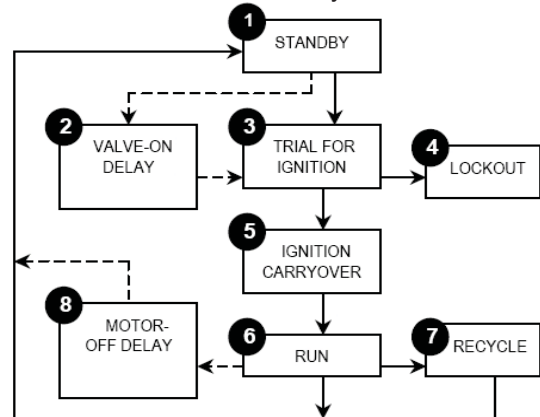 1
STANDBY
2
VALVE-ON
DELAY
3
TRIAL FOR
IGNITION
4
LOCKOUT
5
IGNITION
CARRYOVER
8
MOTOR-
OFF DELAY
6
RUN
7
RECYCLE